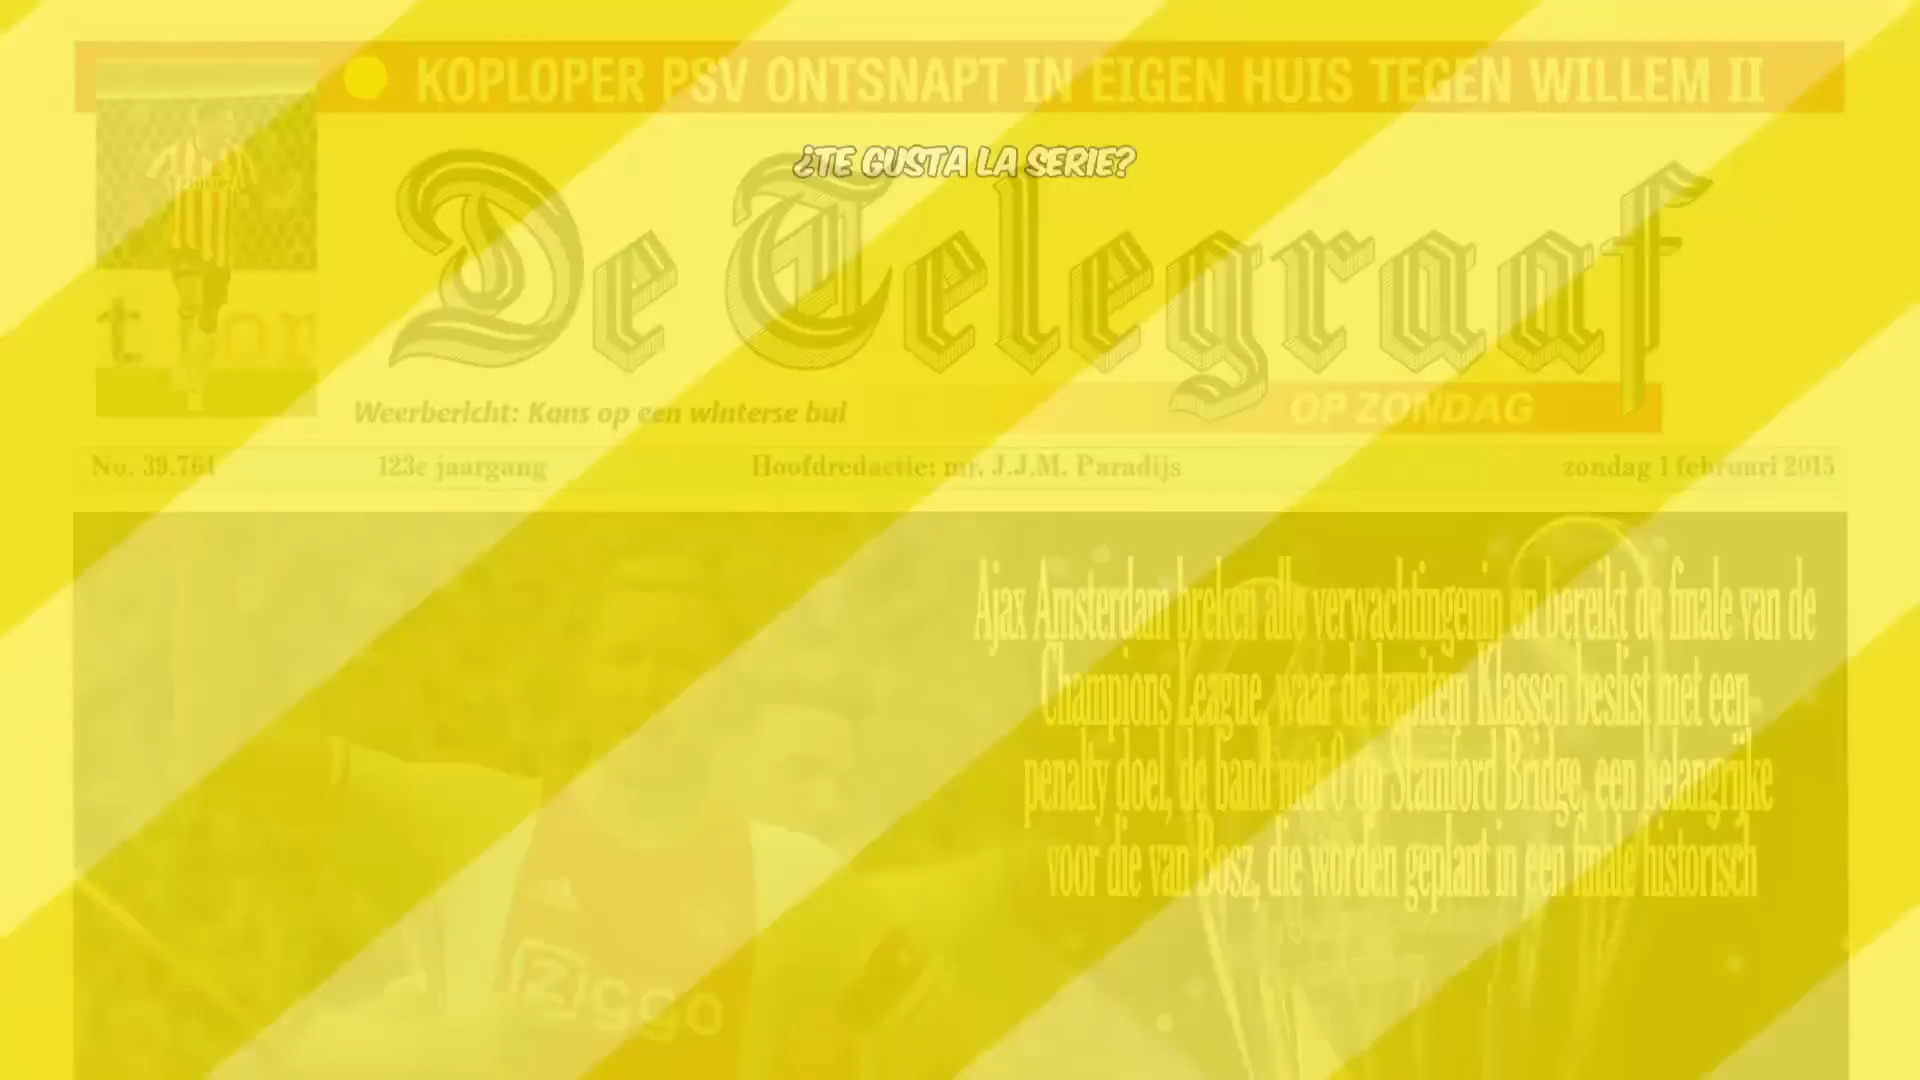 KOPLOPER PSV ONTSNAPT IN EIGEN HUIS TEGEN WILLEM II
¿TE GUSTA LA SERIE?
De Telegraaf
Weerbericht: Kans op een winterse bui
OP ZONDAG
No. 39.764 123e jaargang Hoofdredactie: mr. J.J.M. Paradijs zondag 1 februari 2015
Ajax Amsterdam breken alle verwachtingenin en bereikt de finale van de
Champions League, waar de kapitein Klassen beslist met een-
penalty doel, de band met 0 op Stamford Bridge, een belangrijke
voor die van Bosz, die worden geplant in een finale historisch
Ziggo